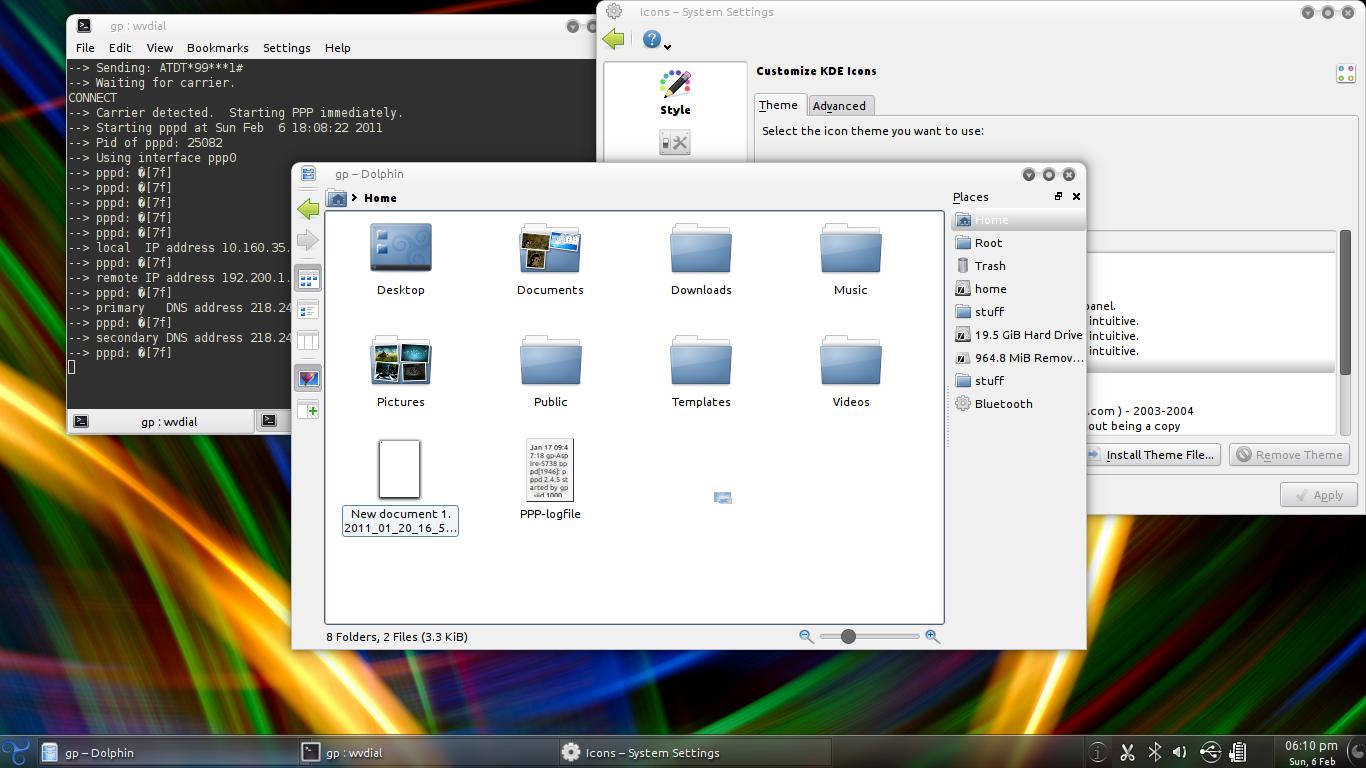 gp : wvdial
File Edit View Bookmarks Settings Help
--> Sending: ATDT*99***1#
--> Waiting for carrier.
CONNECT
--> Carrier detected.  Starting PPP immediately.
--> Starting pppd at Sun Feb  6 18:08:22 2011
--> Pid of pppd: 25082
--> Using interface ppp0
--> pppd: �[7f]
--> pppd: �[7f]
--> pppd: �[7f]
--> pppd: �[7f]
--> pppd: �[7f]
--> local  IP address 10.160.35.
--> pppd: �[7f]
--> remote IP address 192.200.1.
--> pppd: �[7f]
--> primary   DNS address 218.24
--> pppd: �[7f]
--> secondary DNS address 218.24
--> pppd: �[7f]
gp : wvdial
Icons – System Settings
Style
Customize KDE Icons
Theme Advanced
Select the icon theme you want to use:
panel.
intuitive.
intuitive.
intuitive.
.com ) - 2003-2004
out being a copy
Install Theme File... Remove Theme
Apply
gp – Dolphin
Home
Desktop Documents Downloads Music
Pictures Public Templates Videos
Jan 17 09:4
7:18 gp-Asp
ire-5738 pp
pd[1946]: p
ppd 2.4.5 st
arted by gp
uid 1000
New document 1.
2011_01_20_16_5...
PPP-logfile
8 Folders, 2 Files (3.3 KiB)
Places
Home
Root
Trash
home
stuff
19.5 GiB Hard Drive
964.8 MiB Remov...
stuff
Bluetooth
gp – Dolphin
gp : wvdial
Icons – System Settings
06:10 pm
Sun, 6 Feb